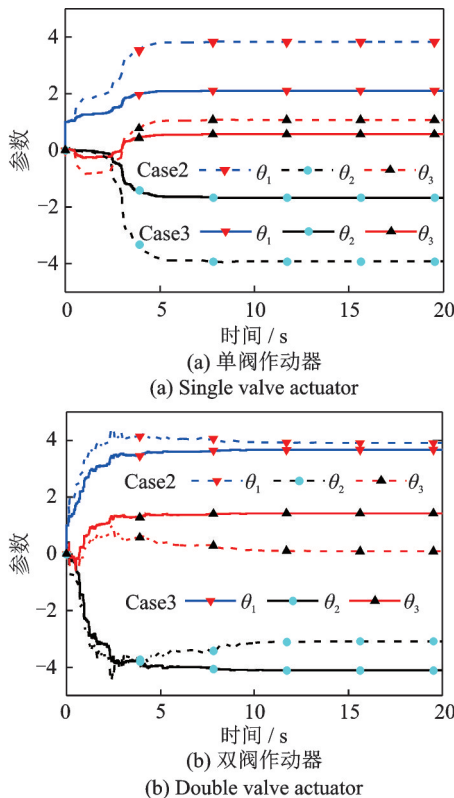 4
2
0
−2
−4
参数
Case2 θ₁ θ₂ θ₃
Case3 θ₁ θ₂ θ₃
0 5 10 15 20
时间 / s
(a) 单阀作动器
(a) Single valve actuator
4
2
0
−2
−4
参数
Case2 θ₁ θ₂ θ₃
Case3 θ₁ θ₂ θ₃
0 5 10 15 20
时间 / s
(b) 双阀作动器
(b) Double valve actuator